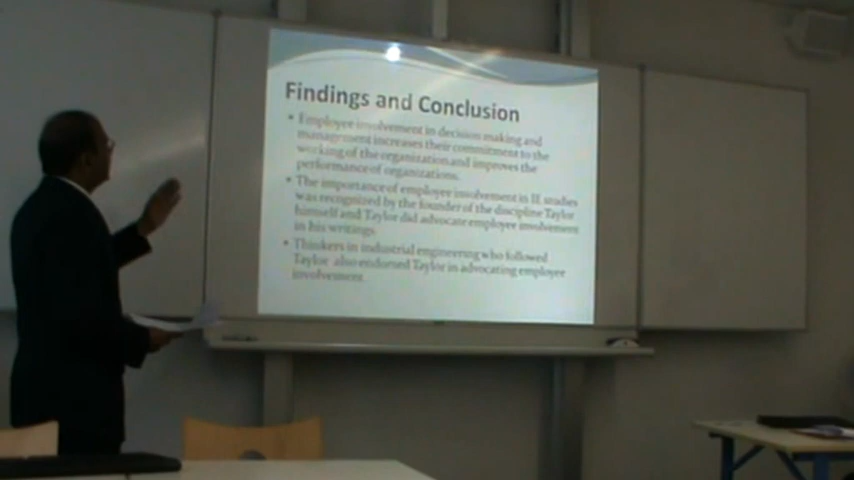 Findings and Conclusion
• Employee involvement in decision making and
management increases their commitment to the
working of the organization and improves the
performance of organizations.
• The importance of employee involvement in IE studies
was recognized by the founder of the discipline Taylor
himself and Taylor did advocate employee involvement
in his writings.
• Thinkers in industrial engineering who followed
Taylor also endorsed Taylor in advocating employee
involvement.